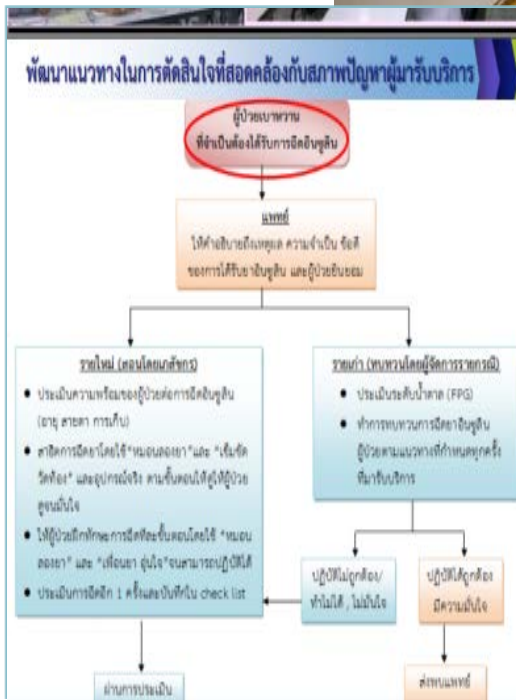 พัฒนาแนวทางในการตัดสินใจที่สอดคล้องกับสภาพปัญหาผู้มารับบริการ
ผู้ป่วยเบาหวาน
ที่จำเป็นต้องได้รับการฉีดอินซูลิน
แพทย์
ให้คำอธิบายถึงเหตุผล ความจำเป็น ข้อดี
ของการได้รับยาอินซูลิน และผู้ป่วยยินยอม
รายใหม่ (สอนโดยเภสัชกร)
● ประเมินความพร้อมของผู้ป่วยต่อการฉีดอินซูลิน
(อายุ สายตา การเก็บ)
● สาธิตการฉีดยาโดยใช้ "หมอนลองยา" และ "เข็มขัด
วัดท้อง" และอุปกรณ์จริง ตามขั้นตอนให้ดูให้ผู้ป่วย
ดูจนมั่นใจ
● ให้ผู้ป่วยฝึกทักษะการฉีดทีละขั้นตอนโดยใช้ "หมอน
ลองยา" และ "เพื่อนยา อุ่นใจ" จนสามารถปฏิบัติได้
● ประเมินการฉีดอีก 1 ครั้งและบันทึกใน check list
รายเก่า (ทบทวนโดยผู้จัดการรายกรณี)
● ประเมินระดับน้ำตาล (FPG)
● ทำการทบทวนการฉีดยาอินซูลิน
ผู้ป่วยตามแนวทางที่กำหนดทุกครั้ง
ที่มารับบริการ
ปฏิบัติไม่ถูกต้อง/
ทำไม่ได้ , ไม่มั่นใจ
ปฏิบัติได้ถูกต้อง
มีความมั่นใจ
ผ่านการประเมิน
ส่งพบแพทย์